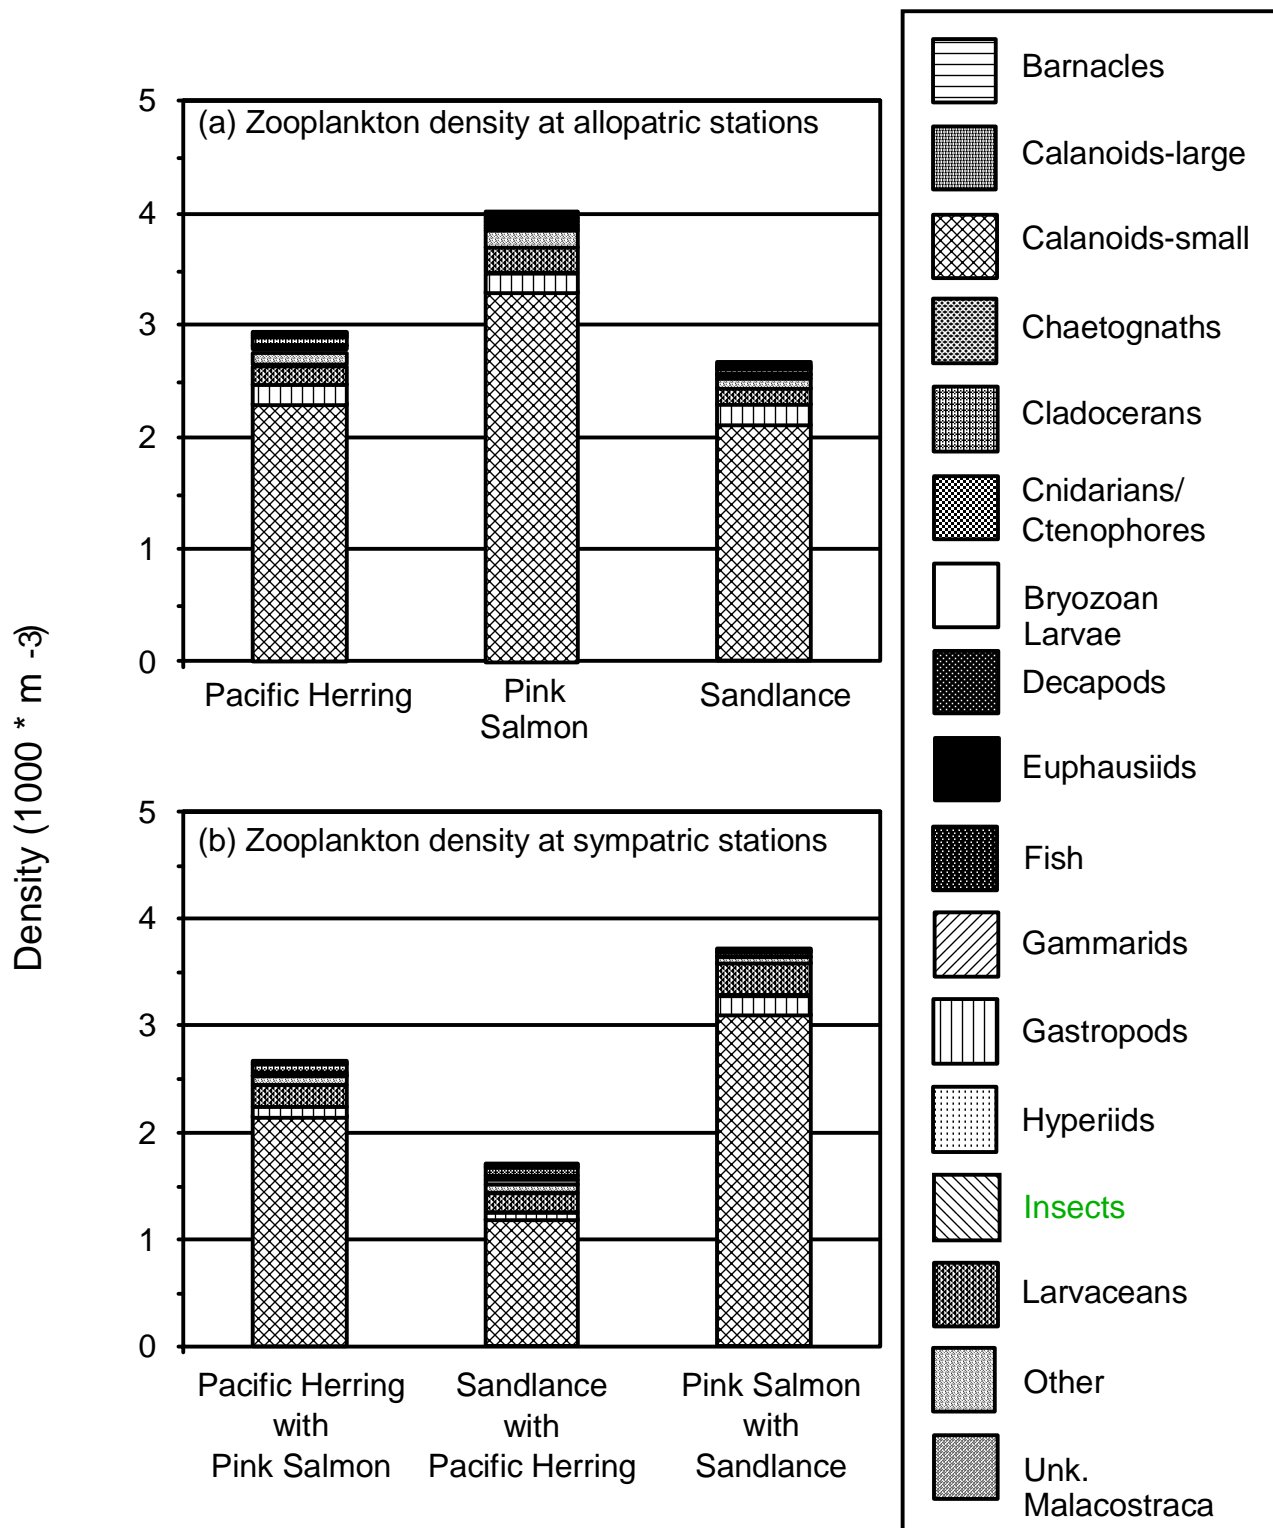 (a) Zooplankton density at allopatric stations
5
4
3
2
1
0
Pacific Herring
Pink
Salmon
Sandlance
Density (1000 * m -3)
(b) Zooplankton density at sympatric stations
5
4
3
2
1
0
Pacific Herring
with
Pink Salmon
Sandlance
with
Pacific Herring
Pink Salmon
with
Sandlance
Barnacles
Calanoids-large
Calanoids-small
Chaetognaths
Cladocerans
Cnidarians/
Ctenophores
Bryozoan
Larvae
Decapods
Euphausiids
Fish
Gammarids
Gastropods
Hyperiids
Insects
Larvaceans
Other
Unk.
Malacostraca